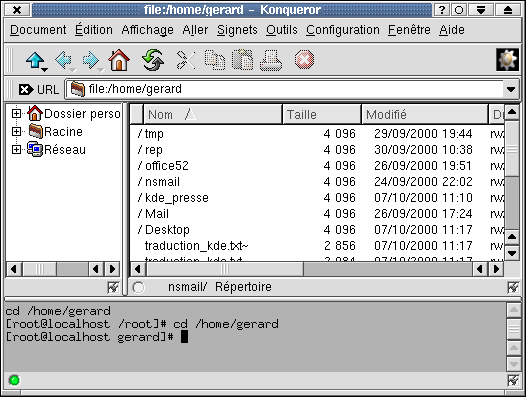 file:/home/gerard - Konqueror
Document Édition Affichage Aller Signets Outils Configuration Fenêtre Aide
URL file:/home/gerard
Dossier perso
Racine
Réseau
Nom Taille Modifié
/ tmp 4 096 29/09/2000 19:44 rw
/ rep 4 096 30/09/2000 10:38 rw
/ office52 4 096 26/09/2000 19:51 rw
/ nsmail 4 096 24/09/2000 22:02 rw
/ kde_presse 4 096 07/10/2000 11:10 rw
/ Mail 4 096 26/09/2000 17:24 rw
/ Desktop 4 096 07/10/2000 11:17 rw
traduction_kde.txt~ 2 856 07/10/2000 11:17 rw
traduction_kde.txt 2 984 07/10/2000 11:17 rw
nsmail/ Répertoire
cd /home/gerard
[root@localhost /root]# cd /home/gerard
[root@localhost gerard]#